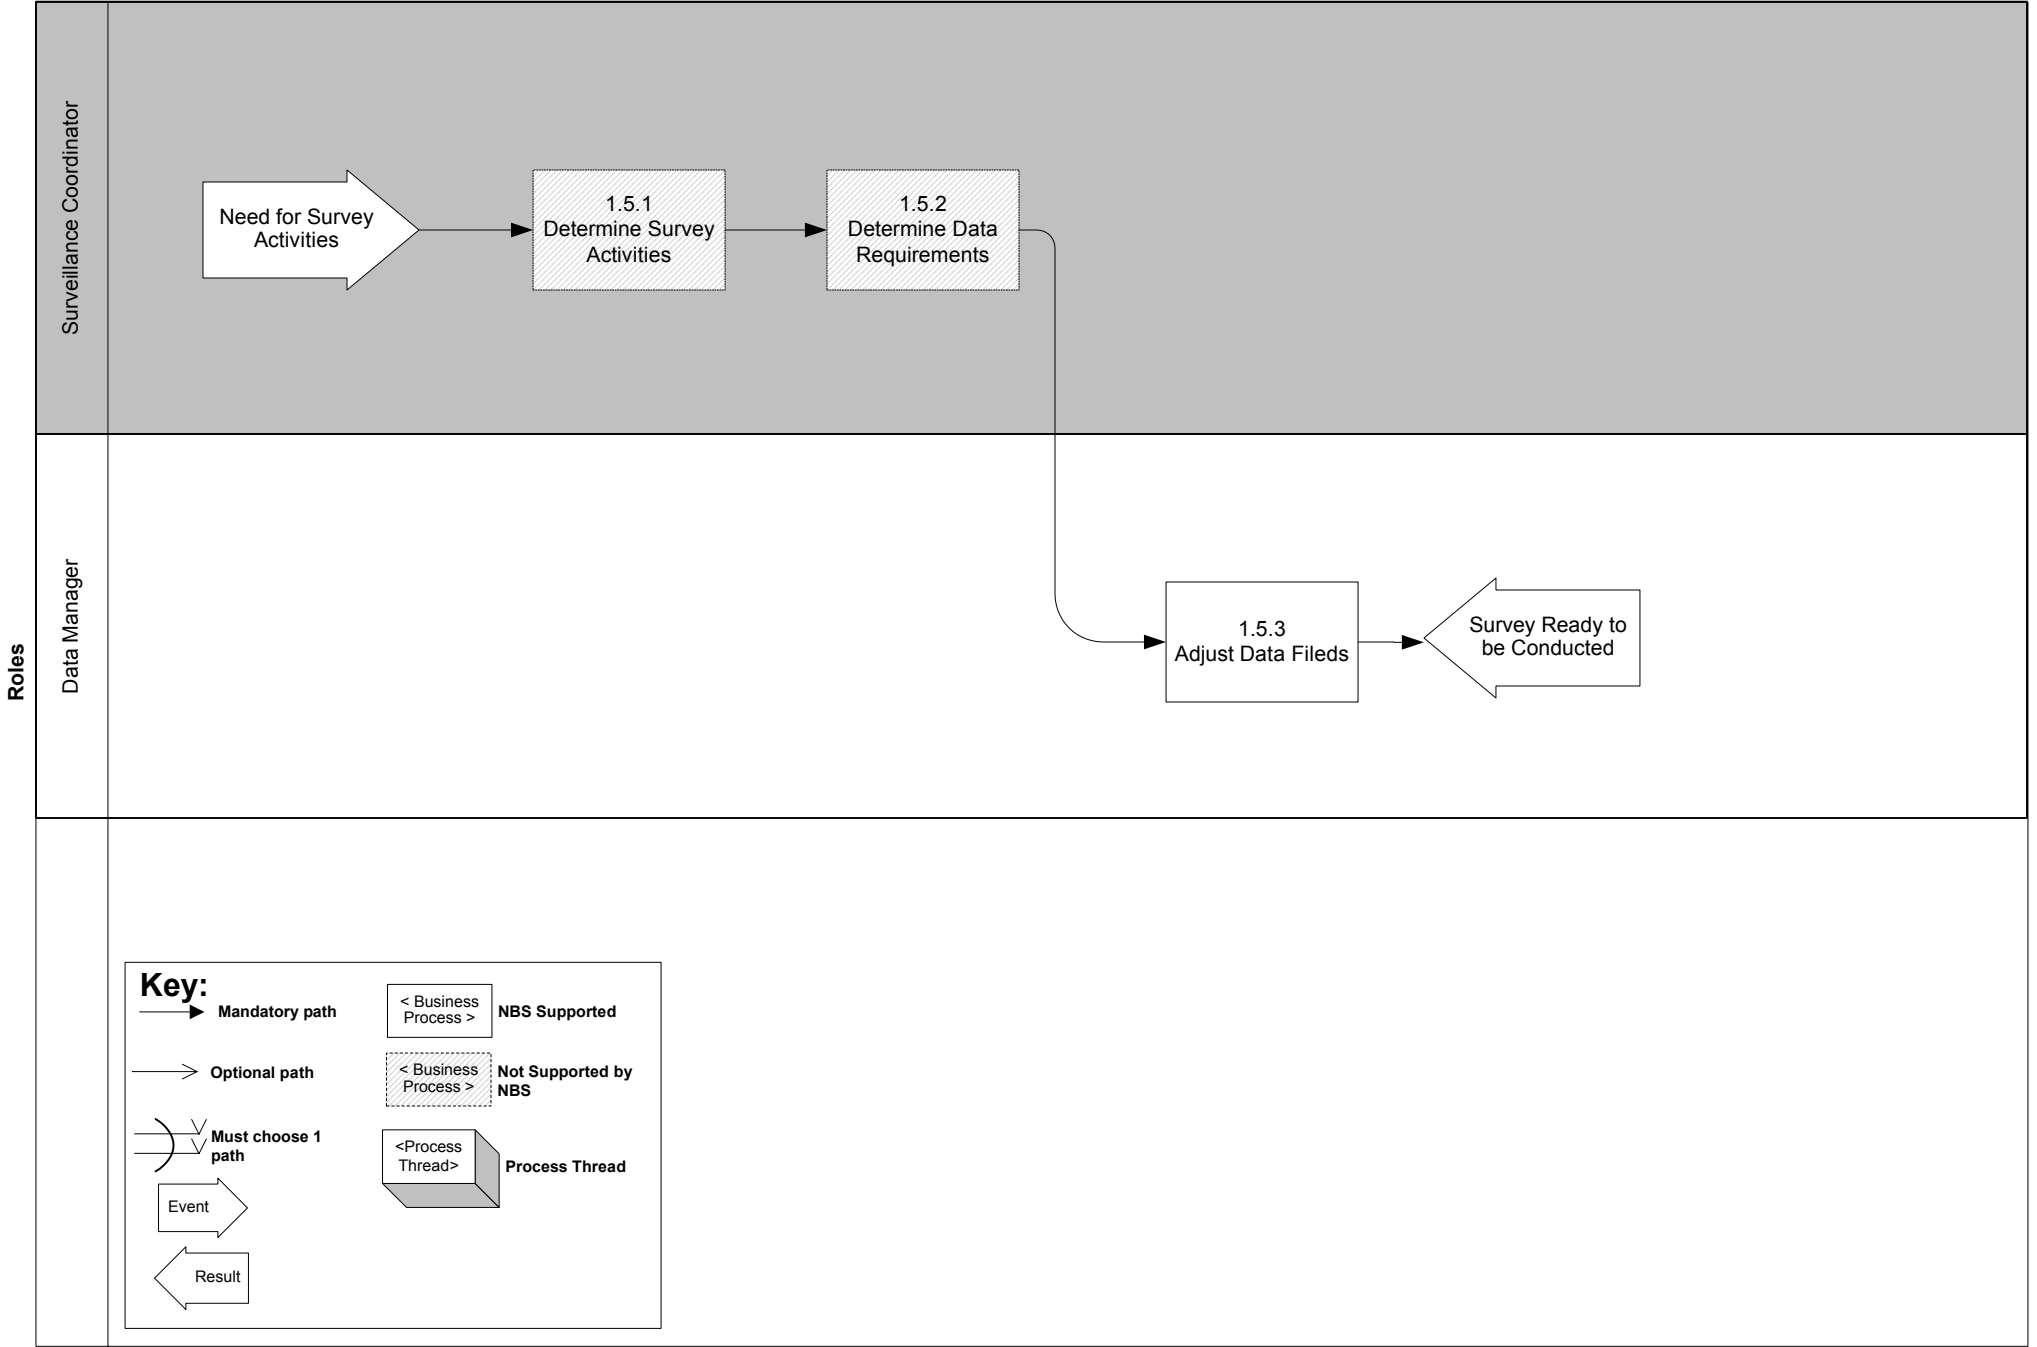 Roles
Surveillance Coordinator
Need for Survey
Activities
1.5.1
Determine Survey
Activities
1.5.2
Determine Data
Requirements
Data Manager
1.5.3
Adjust Data Fileds
Survey Ready to
be Conducted
Key:
Mandatory path
Optional path
Must choose 1
path
Event
Result
< Business
Process >
NBS Supported
< Business
Process >
Not Supported by
NBS
<Process
Thread>
Process Thread